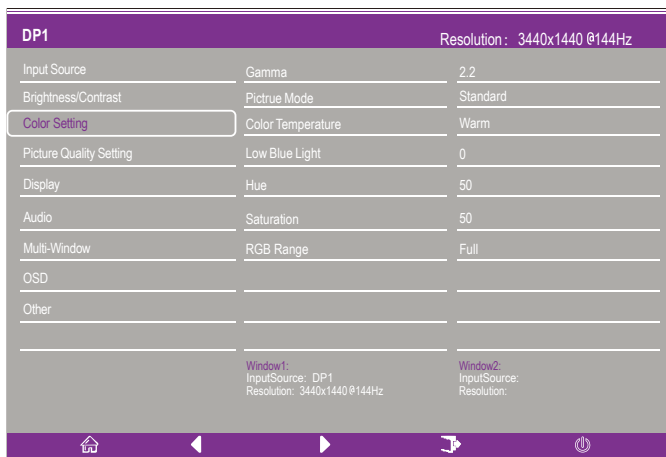 DP1 Resolution : 3440x1440 @144Hz
Input Source Gamma 2.2
Brightness/Contrast Pictrue Mode Standard
Color Setting Color Temperature Warm
Picture Quality Setting Low Blue Light 0
Display Hue 50
Audio Saturation 50
Multi-Window RGB Range Full
OSD
Other
Window1: Window2:
InputSource: DP1 InputSource:
Resolution: 3440x1440@144Hz Resolution: